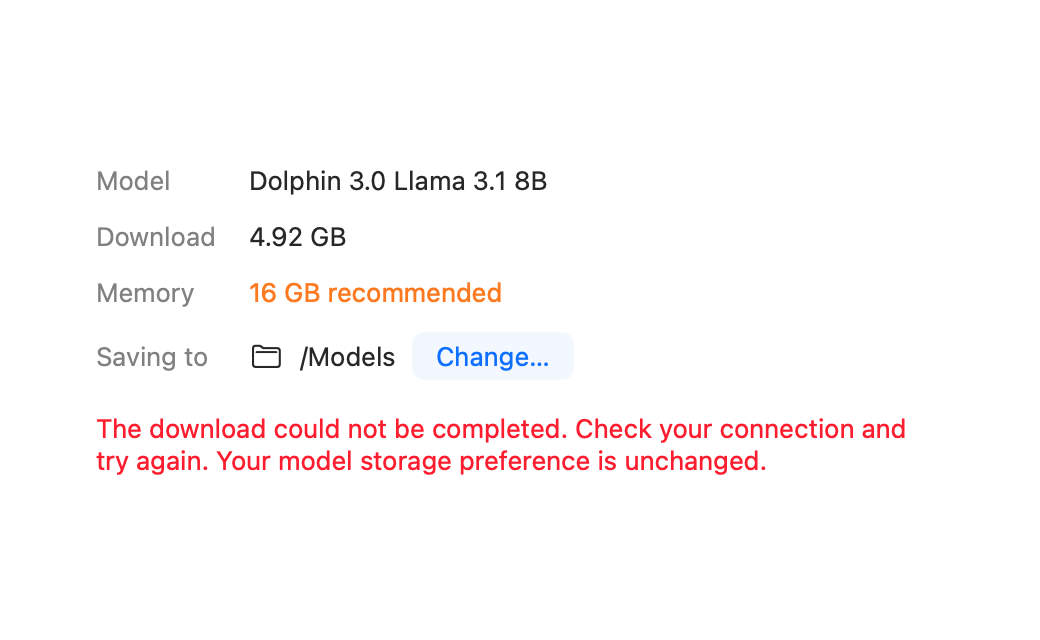 Model Dolphin 3.0 Llama 3.1 8B
Download 4.92 GB
Memory 16 GB recommended
Saving to /Models Change...
The download could not be completed. Check your connection and
try again. Your model storage preference is unchanged.